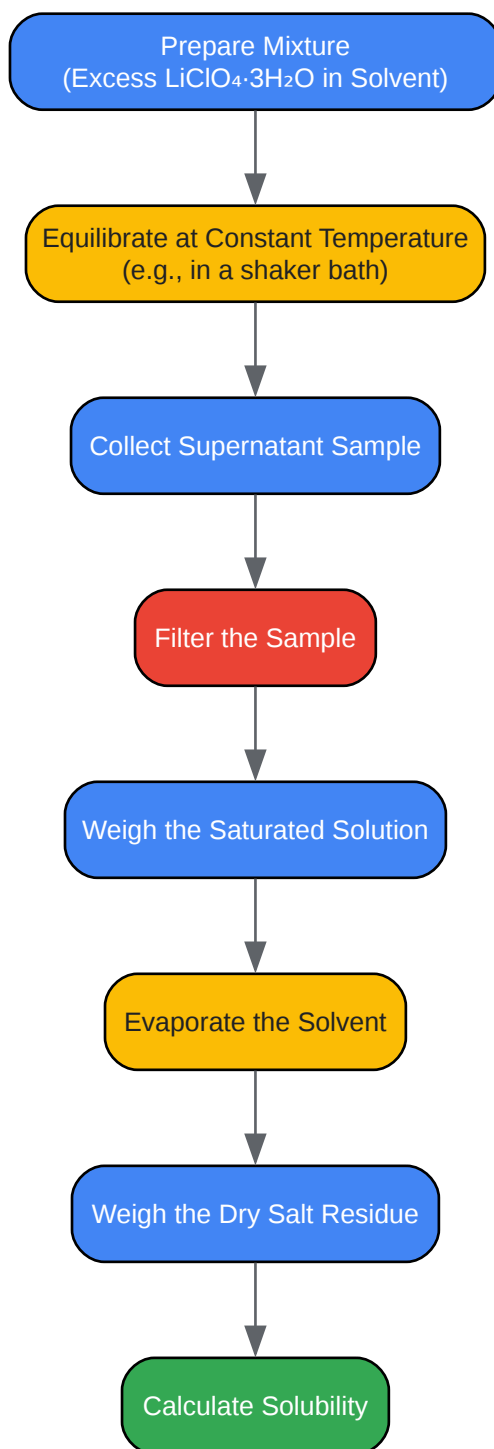 Prepare Mixture
(Excess LiClO₄·3H₂O in Solvent)
Equilibrate at Constant Temperature
(e.g., in a shaker bath)
Collect Supernatant Sample
Filter the Sample
Weigh the Saturated Solution
Evaporate the Solvent
Weigh the Dry Salt Residue
Calculate Solubility